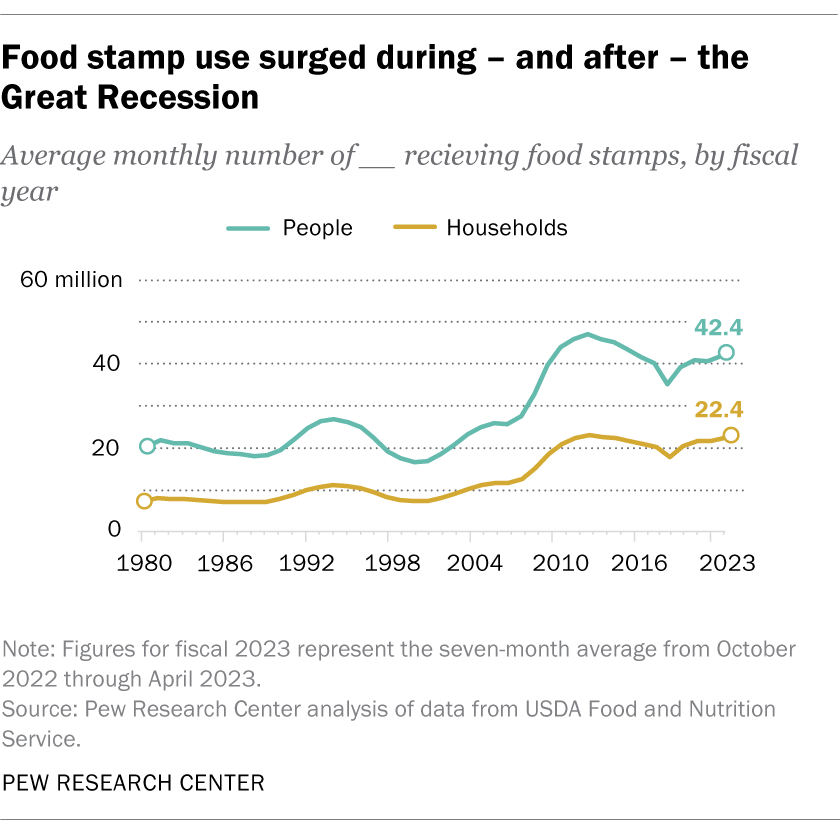 Food stamp use surged during – and after – the
Great Recession
Average monthly number of __ recieving food stamps, by fiscal
year
People Households
60 million
42.4
40
22.4
20
0
1980 1986 1992 1998 2004 2010 2016 2023
Note: Figures for fiscal 2023 represent the seven-month average from October
2022 through April 2023.
Source: Pew Research Center analysis of data from USDA Food and Nutrition
Service.
PEW RESEARCH CENTER